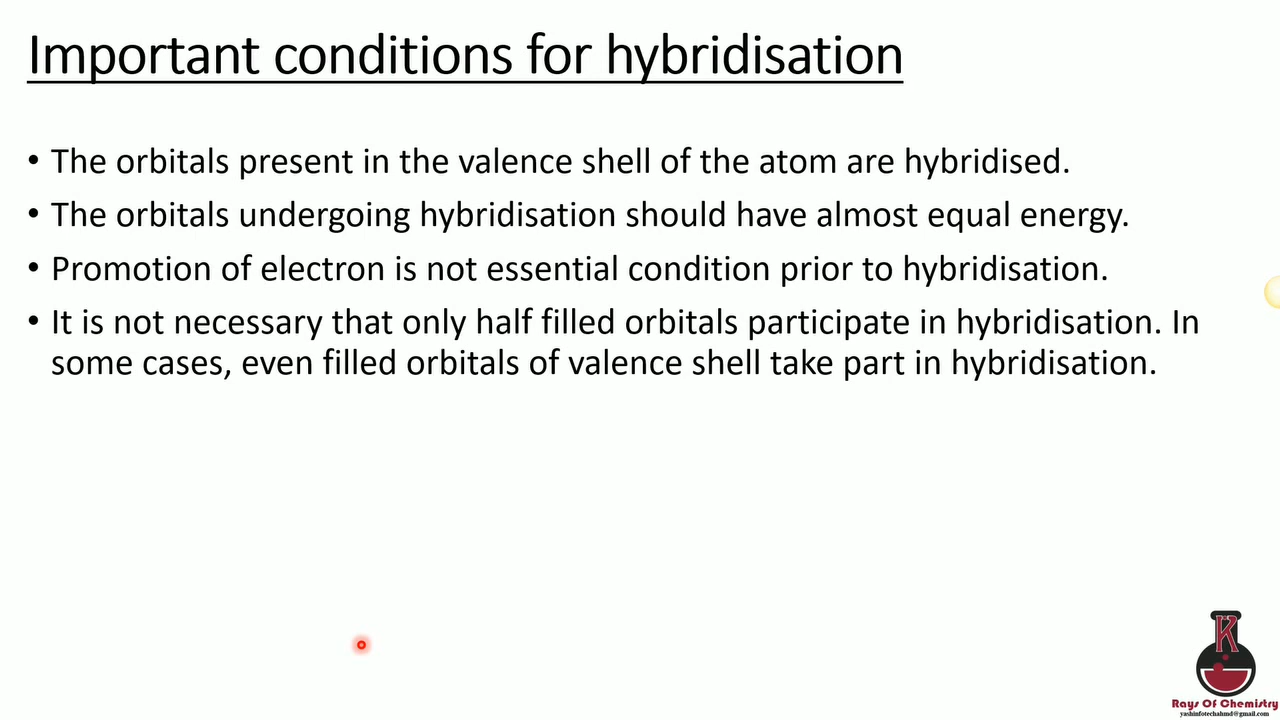 Important conditions for hybridisation
• The orbitals present in the valence shell of the atom are hybridised.
• The orbitals undergoing hybridisation should have almost equal energy.
• Promotion of electron is not essential condition prior to hybridisation.
• It is not necessary that only half filled orbitals participate in hybridisation. In
some cases, even filled orbitals of valence shell take part in hybridisation.
K
Rays Of Chemistry
yashinfotechahmd@gmail.com